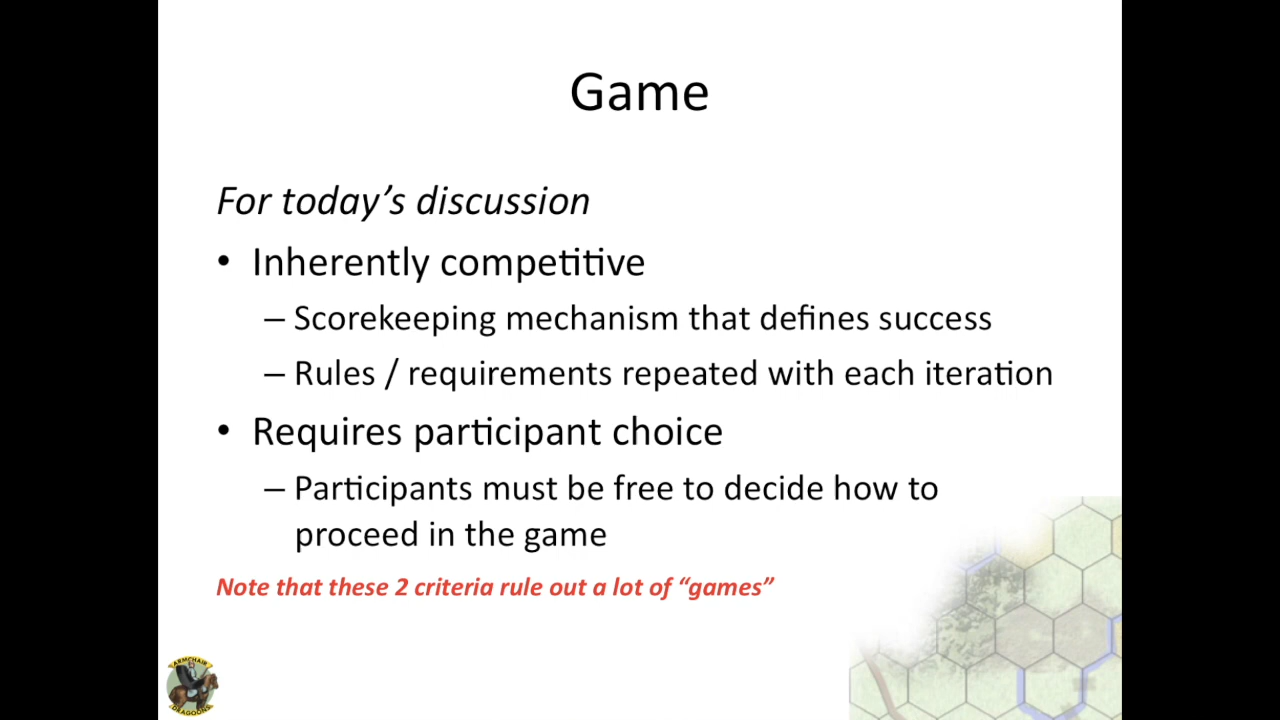 Game
For today’s discussion
• Inherently competitive
– Scorekeeping mechanism that defines success
– Rules / requirements repeated with each iteration
• Requires participant choice
– Participants must be free to decide how to
proceed in the game
Note that these 2 criteria rule out a lot of “games”
ARMCHAIR
DRAGOONS